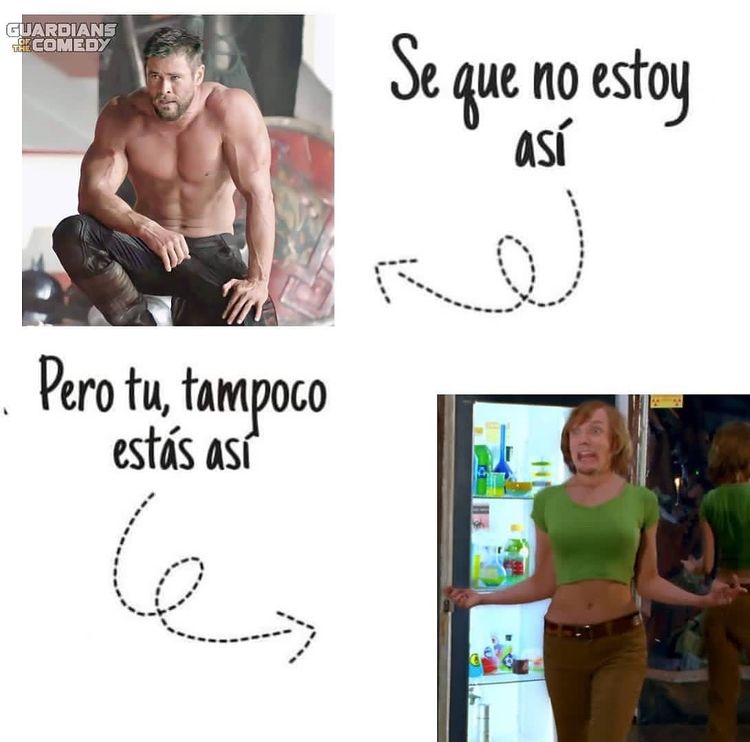 GUARDIANS
OF THE COMEDY
Se que no estoy
así
Pero tu, tampoco
estás así